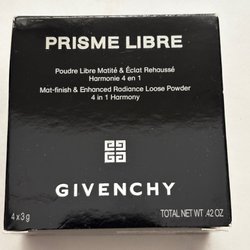 PRISME LIBRE
Poudre Libre Matité & Éclat Rehaussé
Harmonie 4 en 1
Mat-finish & Enhanced Radiance Loose Powder
4 in 1 Harmony
GIVENCHY
4 x 3 g
TOTAL NET WT .42 OZ